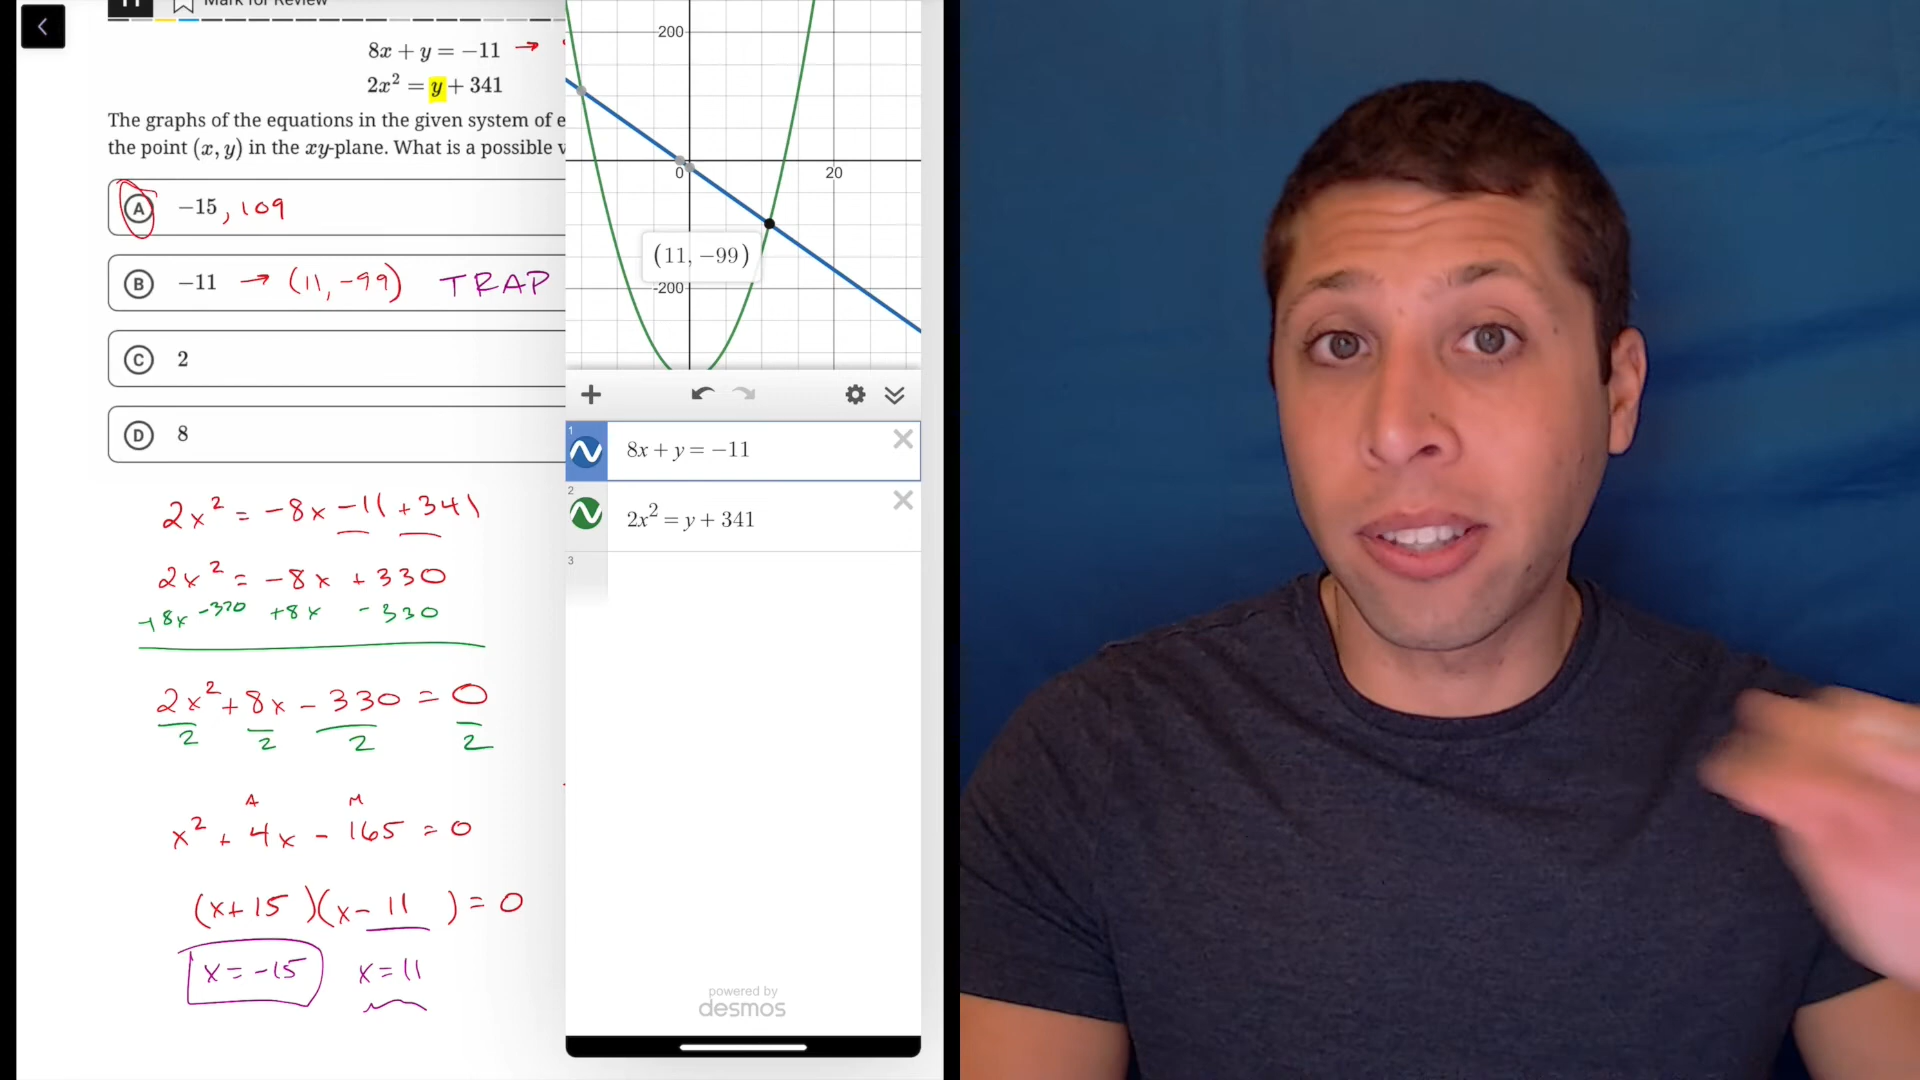 Mark for Review
8x + y = −11 →
2x² = y + 341
The graphs of the equations in the given system of e
the point (x, y) in the xy-plane. What is a possible v
A −15, 109
B −11 → (11, −99) TRAP
C 2
D 8
2x² = −8x −11 +341
2x² = −8x + 330
+8x −330 +8x −330
2x² + 8x − 330 = 0
2 2 2 2
A M
x² + 4x − 165 = 0
(x+15)(x−11) = 0
x = −15 x = 11
200
0
20
(11, −99)
-200
1
8x + y = −11
2
2x² = y + 341
3
powered by
desmos